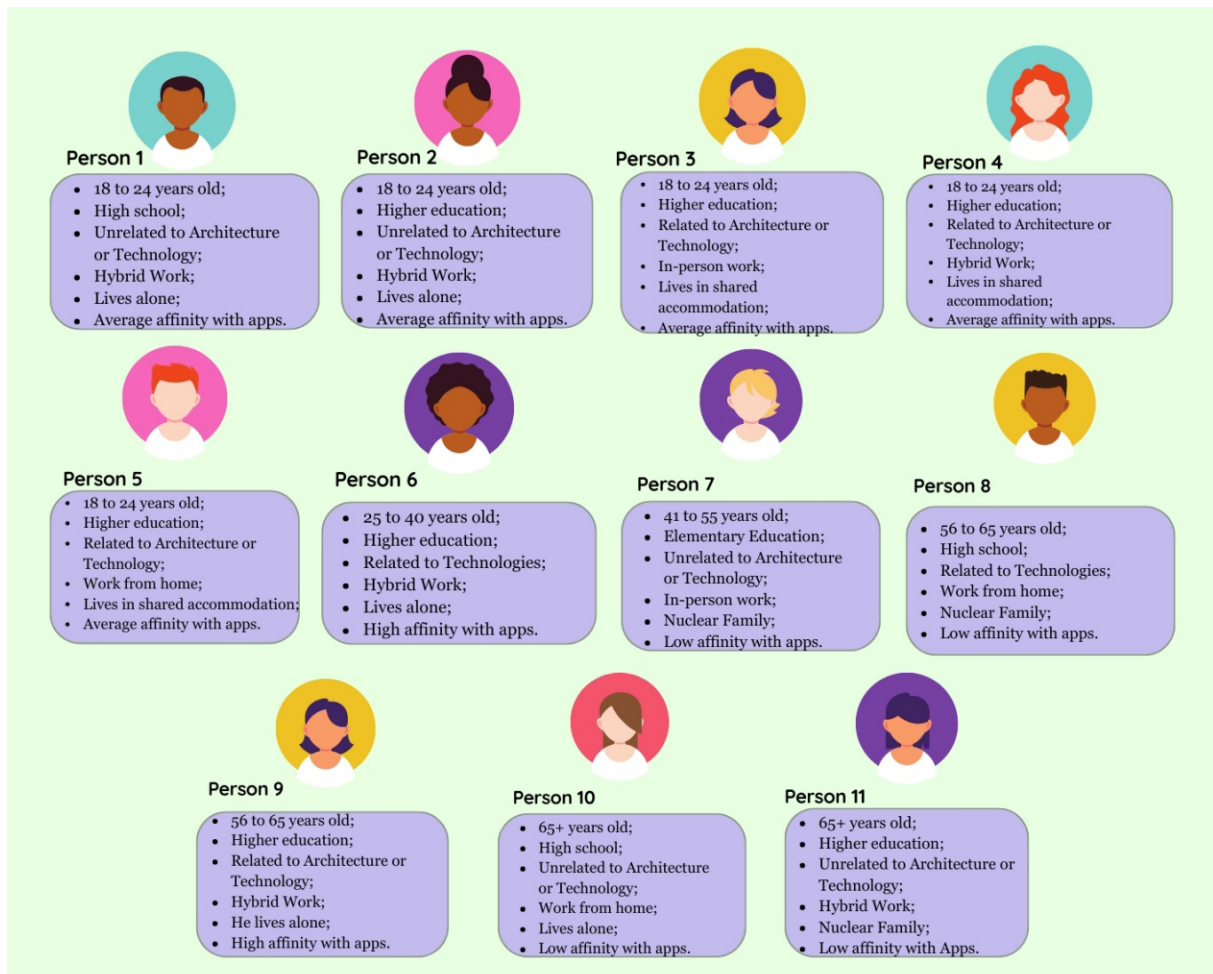 Person 1
• 18 to 24 years old;
• High school;
• Unrelated to Architecture
or Technology;
• Hybrid Work;
• Lives alone;
• Average affinity with apps.
Person 2
• 18 to 24 years old;
• Higher education;
• Unrelated to Architecture
or Technology;
• Hybrid Work;
• Lives alone;
• Average affinity with apps.
Person 3
• 18 to 24 years old;
• Higher education;
• Related to Architecture or
Technology;
• In-person work;
• Lives in shared
accommodation;
• Average affinity with apps.
Person 4
• 18 to 24 years old;
• Higher education;
• Related to Architecture or
Technology;
• Hybrid Work;
• Lives in shared
accommodation;
• Average affinity with apps.
Person 5
• 18 to 24 years old;
• Higher education;
• Related to Architecture or
Technology;
• Work from home;
• Lives in shared accommodation;
• Average affinity with apps.
Person 6
• 25 to 40 years old;
• Higher education;
• Related to Technologies;
• Hybrid Work;
• Lives alone;
• High affinity with apps.
Person 7
• 41 to 55 years old;
• Elementary Education;
• Unrelated to Architecture
or Technology;
• In-person work;
• Nuclear Family;
• Low affinity with apps.
Person 8
• 56 to 65 years old;
• High school;
• Related to Technologies;
• Work from home;
• Nuclear Family;
• Low affinity with apps.
Person 9
• 56 to 65 years old;
• Higher education;
• Related to Architecture or
Technology;
• Hybrid Work;
• He lives alone;
• High affinity with apps.
Person 10
• 65+ years old;
• High school;
• Unrelated to Architecture
or Technology;
• Work from home;
• Lives alone;
• Low affinity with apps.
Person 11
• 65+ years old;
• Higher education;
• Unrelated to Architecture or
Technology;
• Hybrid Work;
• Nuclear Family;
• Low affinity with Apps.